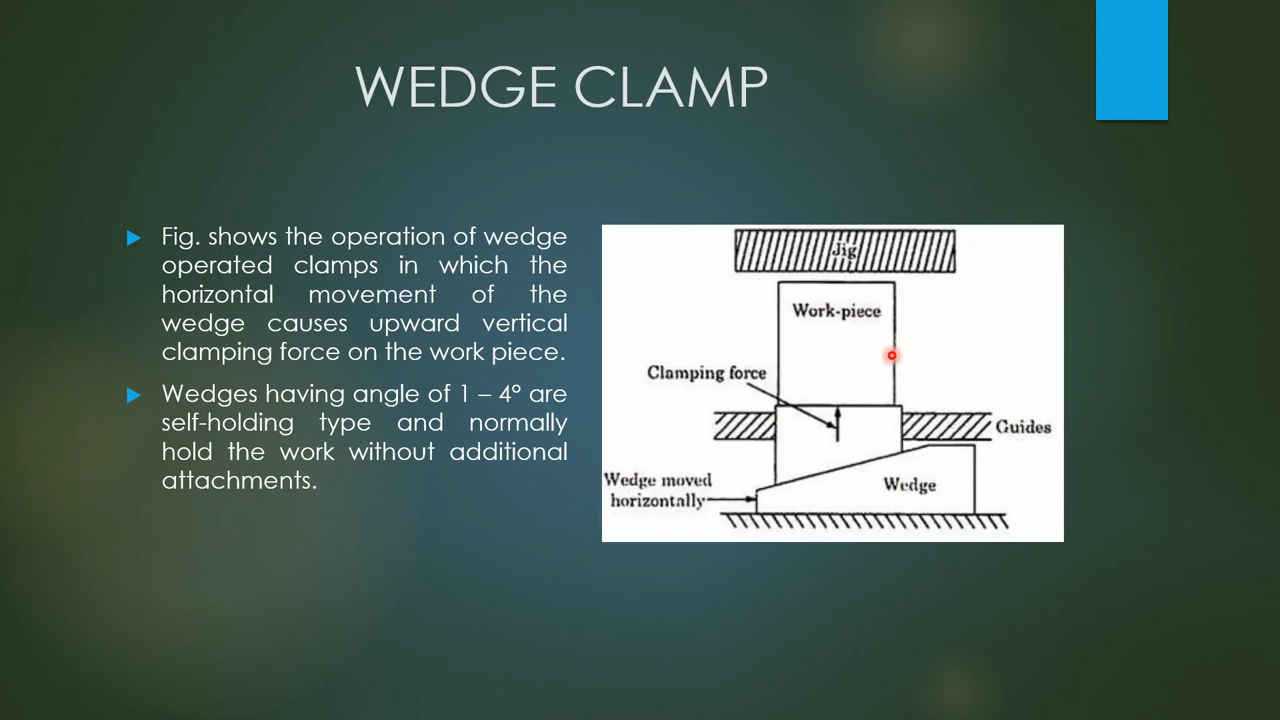 WEDGE CLAMP
Fig. shows the operation of wedge
operated clamps in which the
horizontal movement of the
wedge causes upward vertical
clamping force on the work piece.
Wedges having angle of 1 – 4° are
self-holding type and normally
hold the work without additional
attachments.
Jig
Work-piece
Clamping force
Guides
Wedge moved
horizontally
Wedge